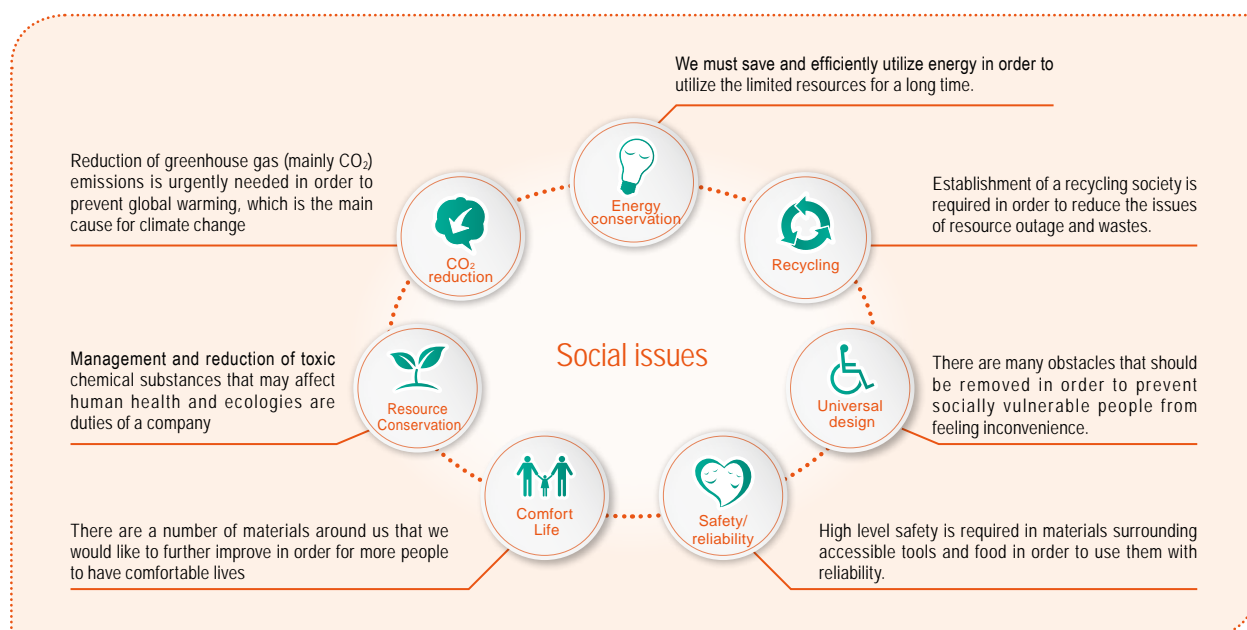 We must save and efficiently utilize energy in order to
utilize the limited resources for a long time.
Reduction of greenhouse gas (mainly CO₂)
emissions is urgently needed in order to
prevent global warming, which is the main
cause for climate change
Establishment of a recycling society is
required in order to reduce the issues
of resource outage and wastes.
Energy
conservation
CO₂
reduction
Recycling
Social issues
Management and reduction of toxic
chemical substances that may affect
human health and ecologies are
duties of a company
Resource
Conservation
Universal
design
There are many obstacles that should
be removed in order to prevent
socially vulnerable people from
feeling inconvenience.
Comfort
Life
Safety/
reliability
There are a number of materials around us that we
would like to further improve in order for more people
to have comfortable lives
High level safety is required in materials surrounding
accessible tools and food in order to use them with
reliability.